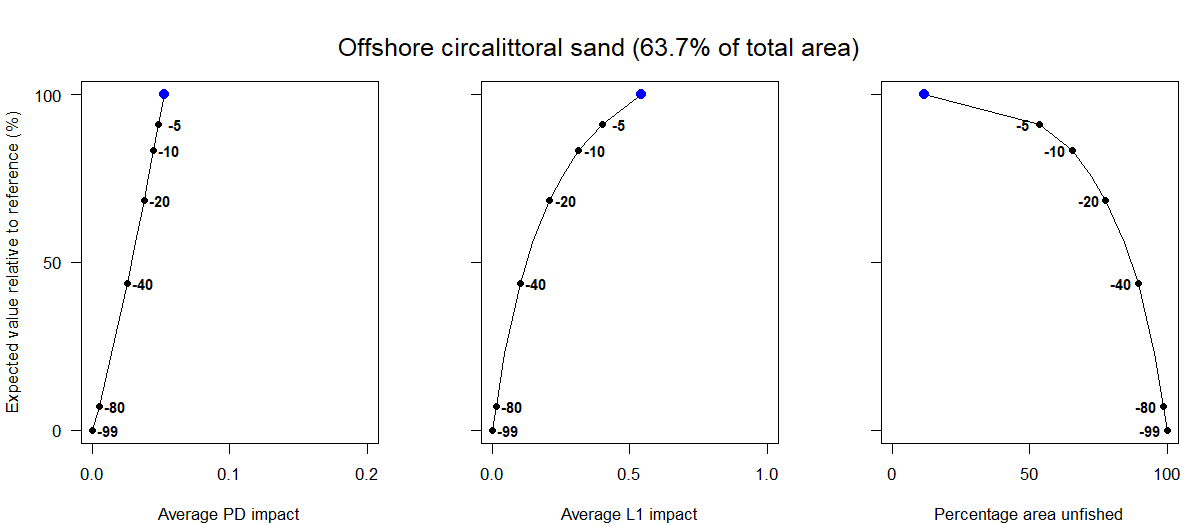 Offshore circalittoral sand (63.7% of total area)
Expected value relative to reference (%)
100
50
0
-5
-10
-20
-40
-80
-99
0.0 0.1 0.2
Average PD impact
-5
-10
-20
-40
-80
-99
0.0 0.5 1.0
Average L1 impact
-5
-10
-20
-40
-80
-99
0 50 100
Percentage area unfished